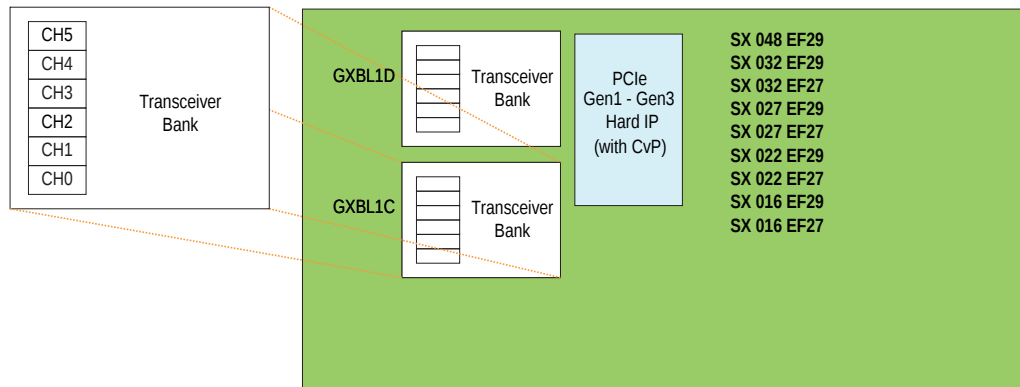 CH5
CH4
CH3
CH2
CH1
CH0
Transceiver
Bank
GXBL1D
Transceiver
Bank
GXBL1C
Transceiver
Bank
PCIe
Gen1 - Gen3
Hard IP
(with CvP)
SX 048 EF29
SX 032 EF29
SX 032 EF27
SX 027 EF29
SX 027 EF27
SX 022 EF29
SX 022 EF27
SX 016 EF29
SX 016 EF27